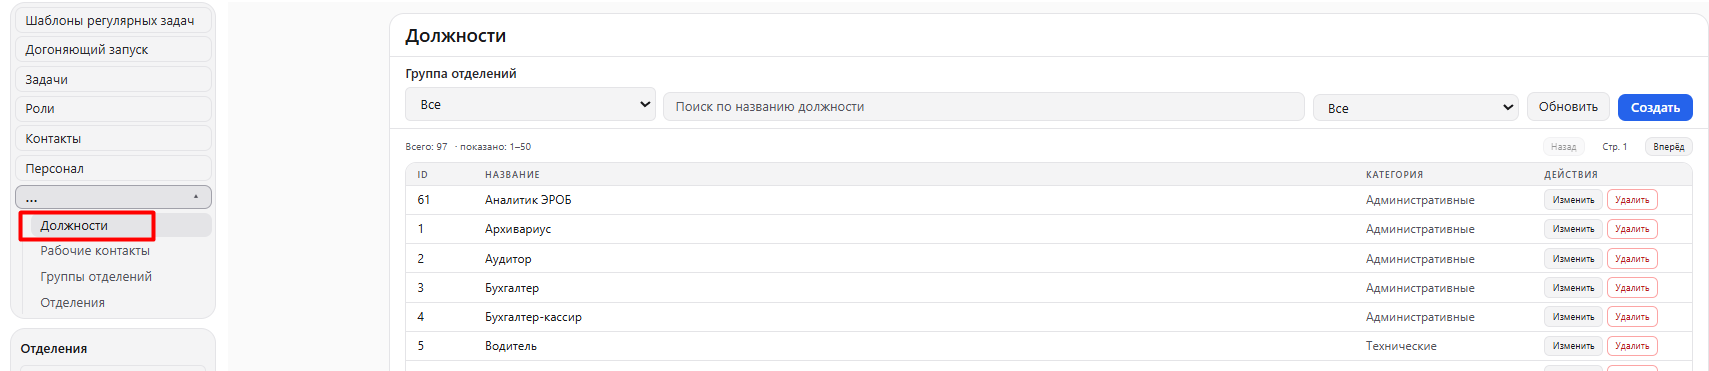 Шаблоны регулярных задач
Догоняющий запуск
Задачи
Роли
Контакты
Персонал
...
Должности
Рабочие контакты
Группы отделений
Отделения
Отделения
Должности
Группа отделений
Все Поиск по названию должности Все Обновить Создать
Всего: 97 · показано: 1–50 Назад Стр. 1 Вперёд
ID НАЗВАНИЕ КАТЕГОРИЯ ДЕЙСТВИЯ
61 Аналитик ЭРОБ Административные Изменить Удалить
1 Архивариус Административные Изменить Удалить
2 Аудитор Административные Изменить Удалить
3 Бухгалтер Административные Изменить Удалить
4 Бухгалтер-кассир Административные Изменить Удалить
5 Водитель Технические Изменить Удалить